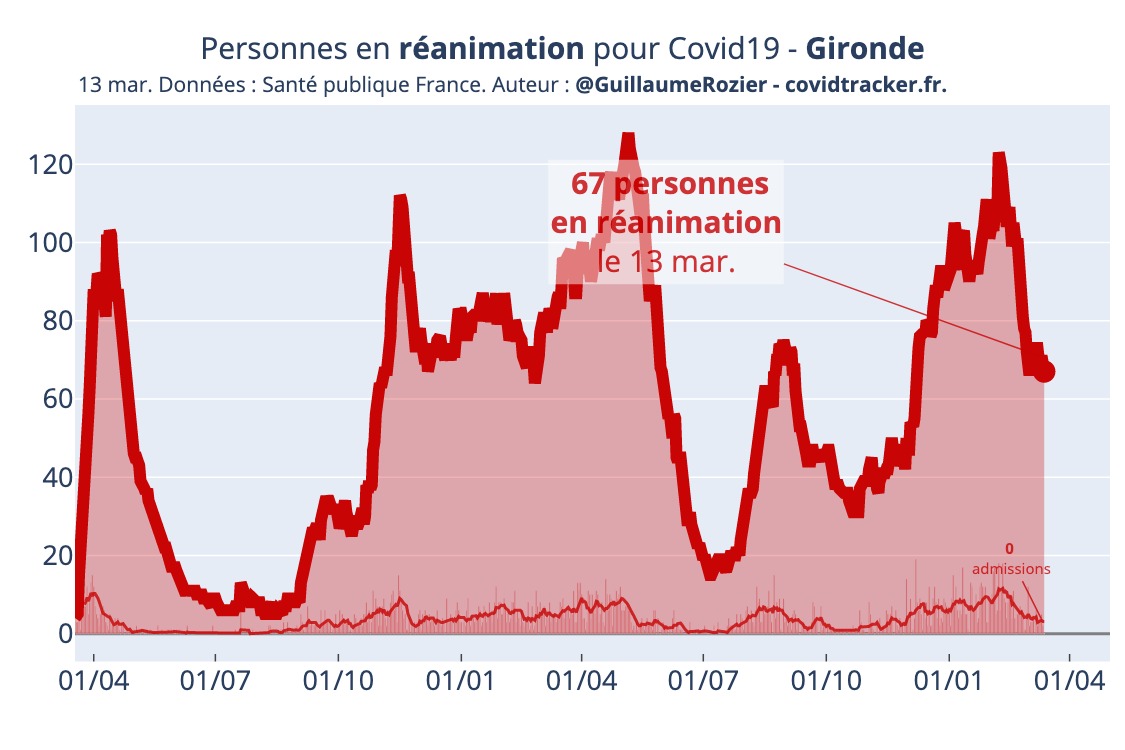 Personnes en réanimation pour Covid19 - Gironde
13 mar. Données : Santé publique France. Auteur : @GuillaumeRozier - covidtracker.fr.
120
100
80
60
40
20
0
67 personnes
en réanimation
le 13 mar.
0
admissions
01/04 01/07 01/10 01/01 01/04 01/07 01/10 01/01 01/04